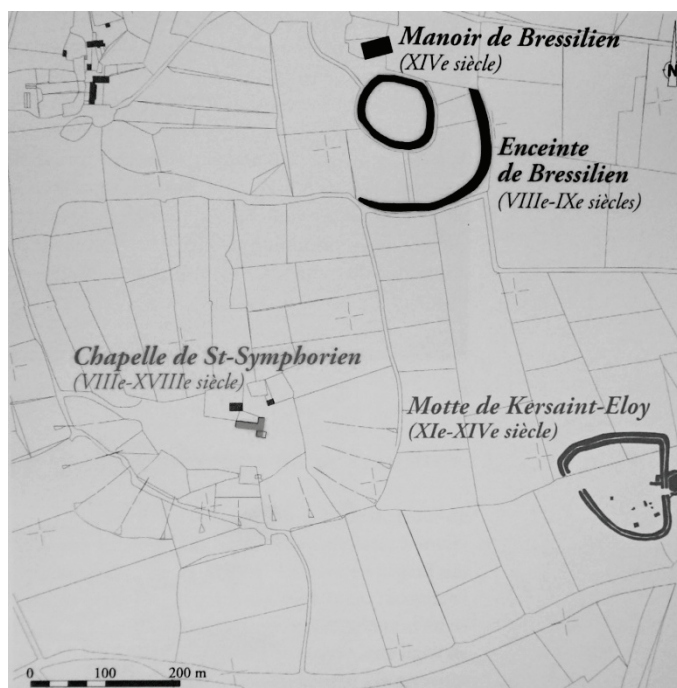 Manoir de Bressilien
(XIVe siècle)
N
Enceinte
de Bressilien
(VIIIe-IXe siècles)
Chapelle de St-Symphorien
(VIIIe-XVIIIe siècle)
Motte de Kersaint-Eloy
(XIe-XIVe siècle)
0 100 200 m